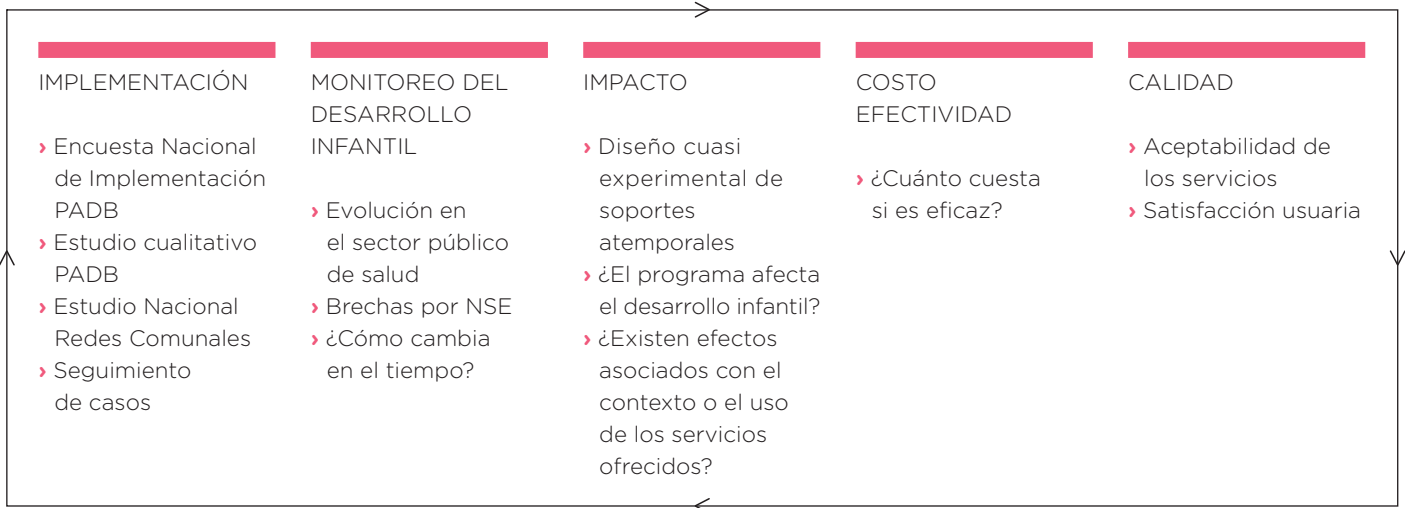 IMPLEMENTACIÓN
› Encuesta Nacional
de Implementación
PADB
› Estudio cualitativo
PADB
› Estudio Nacional
Redes Comunales
› Seguimiento
de casos
MONITOREO DEL
DESARROLLO
INFANTIL
› Evolución en
el sector público
de salud
› Brechas por NSE
› ¿Cómo cambia
en el tiempo?
IMPACTO
› Diseño cuasi
experimental de
soportes
atemporales
› ¿El programa afecta
el desarrollo infantil?
› ¿Existen efectos
asociados con el
contexto o el uso
de los servicios
ofrecidos?
COSTO
EFECTIVIDAD
› ¿Cuánto cuesta
si es eficaz?
CALIDAD
› Aceptabilidad de
los servicios
› Satisfacción usuaria